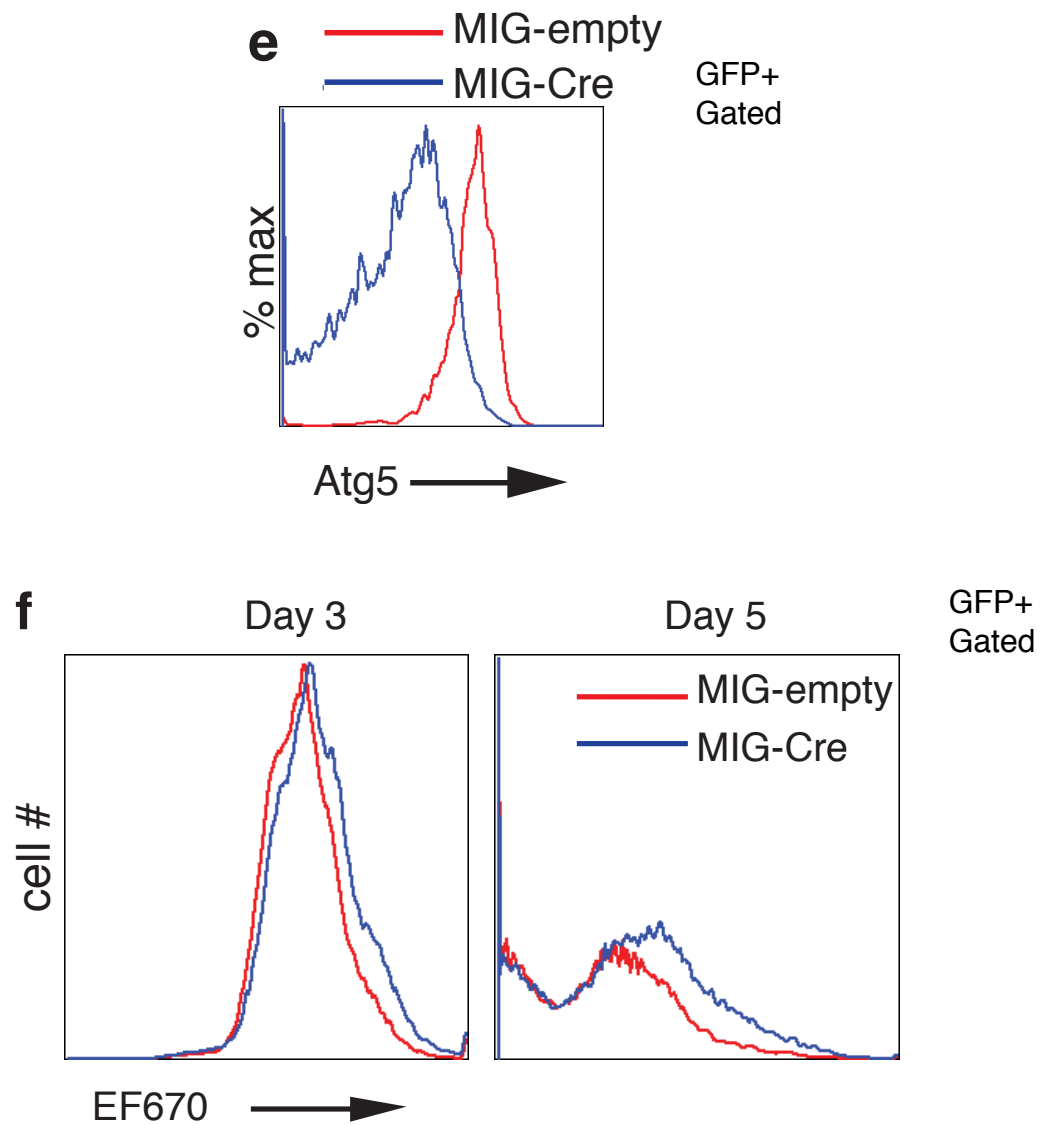 e
MIG-empty
MIG-Cre
GFP+
Gated
% max
Atg5
f
Day 3
Day 5
GFP+
Gated
MIG-empty
MIG-Cre
cell #
EF670